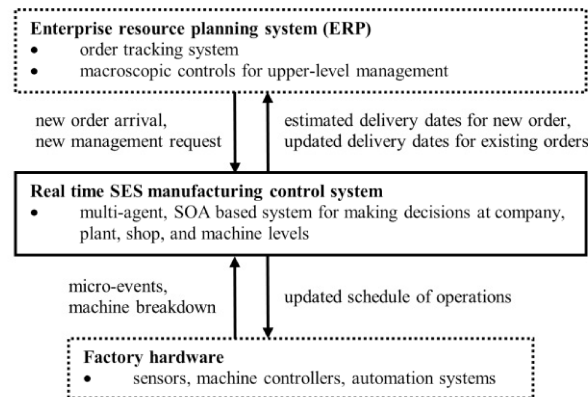 Enterprise resource planning system (ERP)
• order tracking system
• macroscopic controls for upper-level management
new order arrival,
new management request
estimated delivery dates for new order,
updated delivery dates for existing orders
Real time SES manufacturing control system
• multi-agent, SOA based system for making decisions at company,
plant, shop, and machine levels
micro-events,
machine breakdown
updated schedule of operations
Factory hardware
• sensors, machine controllers, automation systems